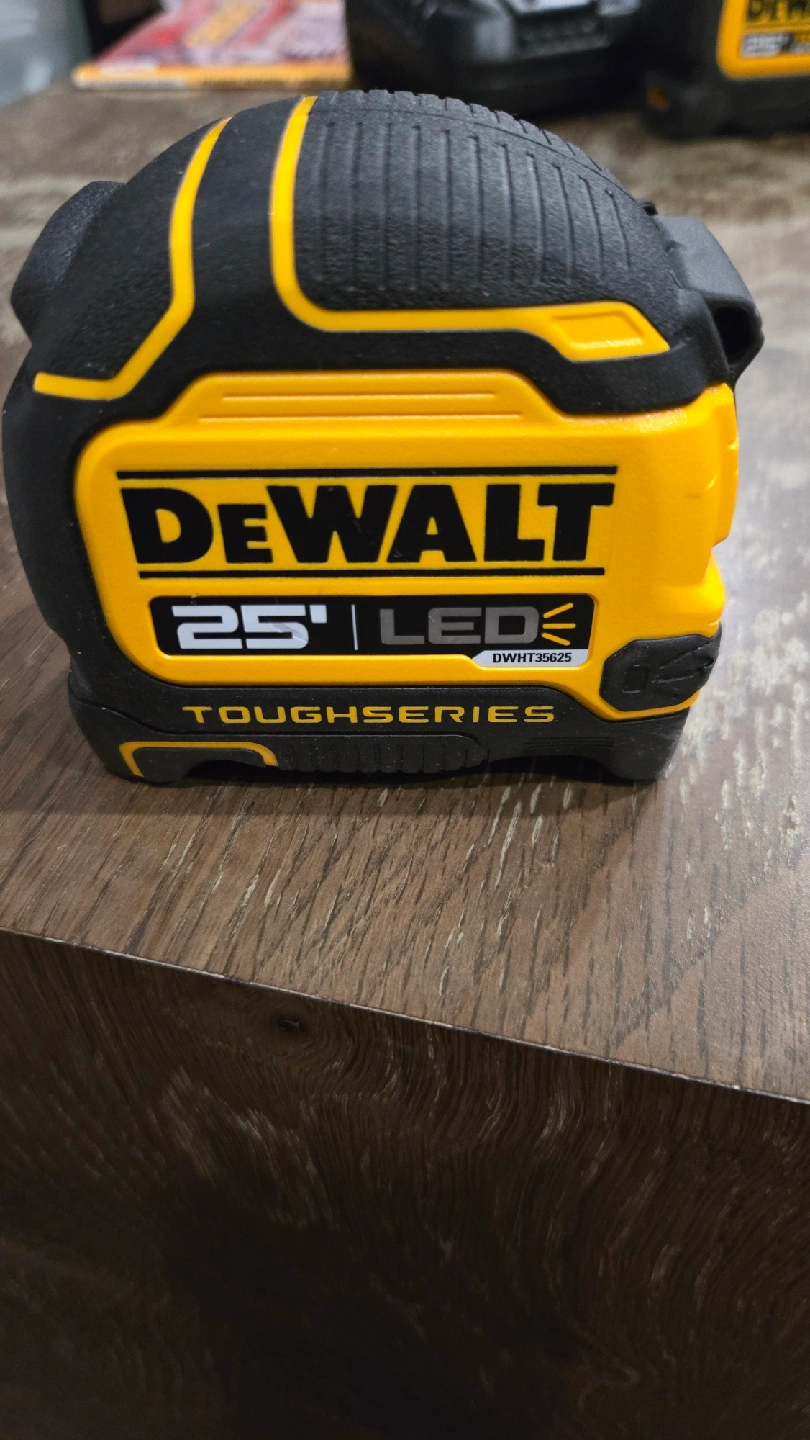 DEWALT
25' | LED
DWHT35625
TOUGHSERIES